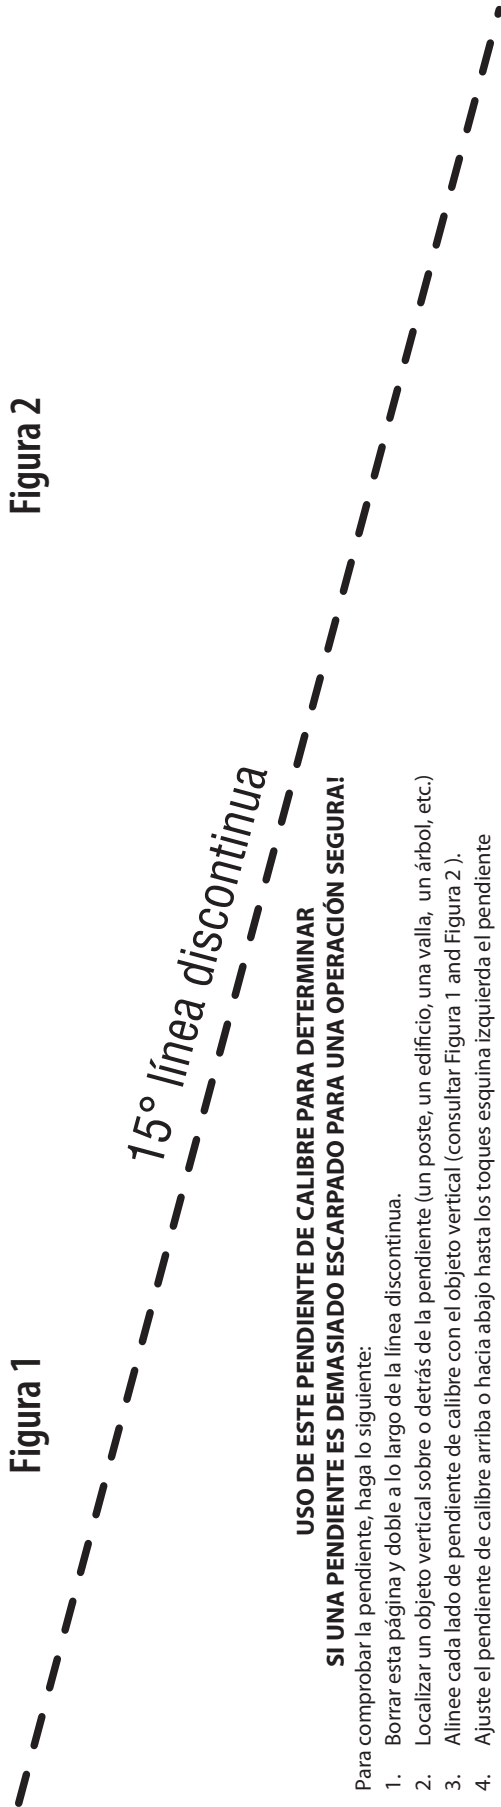 Figura 1
Figura 2
15° línea discontinua
USO DE ESTE PENDIENTE DE CALIBRE PARA DETERMINAR
SI UNA PENDIENTE ES DEMASIADO ESCARPADO PARA UNA OPERACIÓN SEGURA!
Para comprobar la pendiente, haga lo siguiente:
1. Borrar esta página y doble a lo largo de la línea discontinua.
2. Localizar un objeto vertical sobre o detrás de la pendiente (un poste, un edificio, una valla, un árbol, etc.)
3. Alinee cada lado de pendiente de calibre con el objeto vertical (consultar Figura 1 and Figura 2 ).
4. Ajuste el pendiente de calibre arriba o hacia abajo hasta los toques esquina izquierda el pendiente